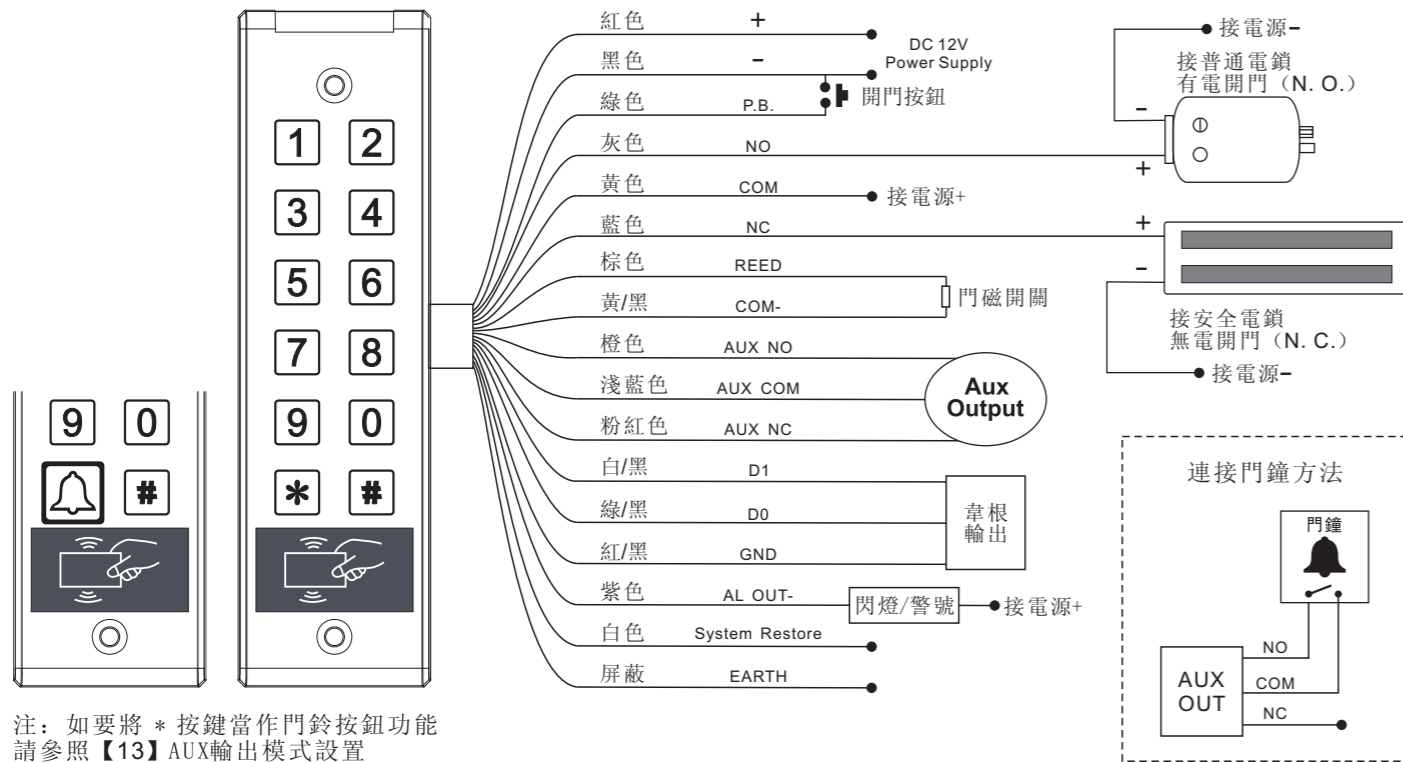 紅色 +
黑色 −
DC 12V
Power Supply
綠色 P.B.
開門按鈕
灰色 NO
黃色 COM
接電源+
藍色 NC
棕色 REED
黃/黑 COM-
門磁開關
橙色 AUX NO
淺藍色 AUX COM
粉紅色 AUX NC
Aux
Output
白/黑 D1
綠/黑 D0
紅/黑 GND
韋根
輸出
紫色 AL OUT-
閃燈/警號
接電源+
白色 System Restore
屏蔽 EARTH
接電源−
接普通電鎖
有電開門（N. O.）
−
+
+
−
接安全電鎖
無電開門（N. C.）
接電源−
連接門鐘方法
門鐘
AUX
OUT
NO
COM
NC
1 2
3 4
5 6
7 8
9 0
* #
9 0
#
注：如要將 * 按鍵當作門鈴按鈕功能
請參照【13】AUX輸出模式設置